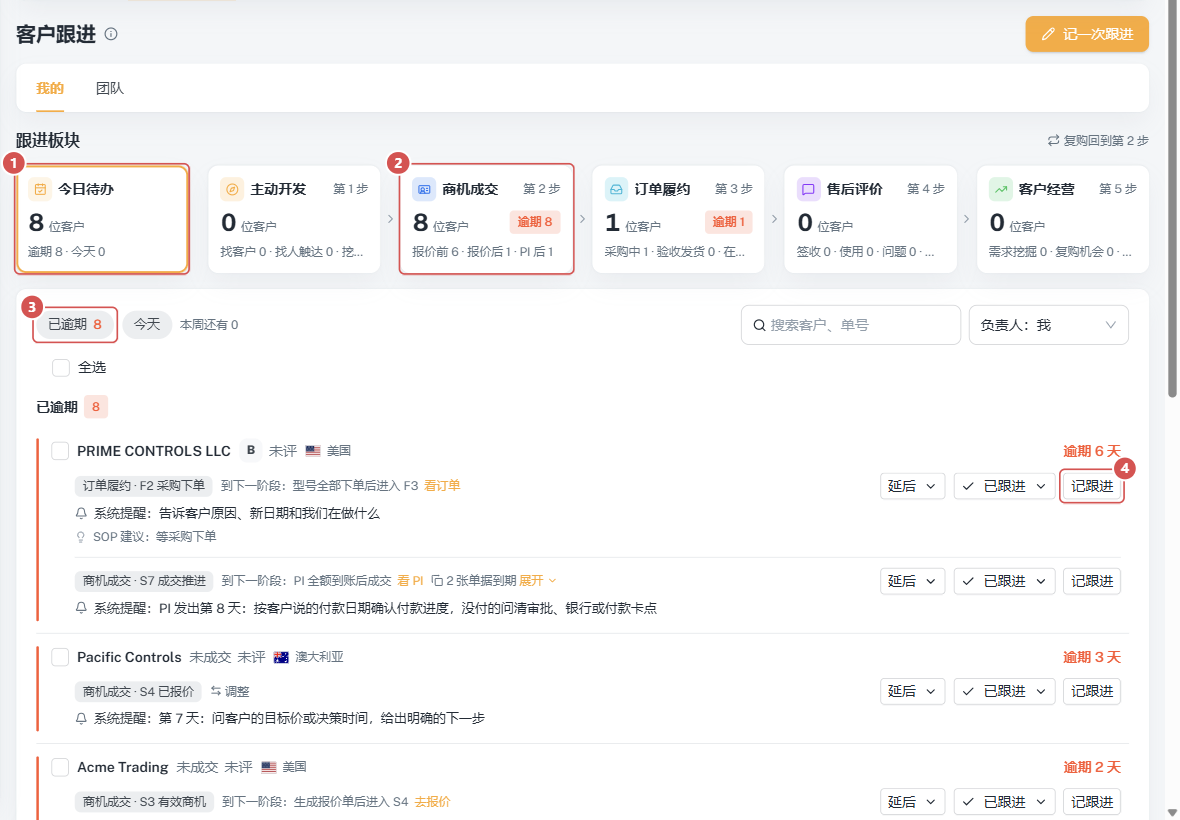 客户跟进
记一次跟进
我的 团队
跟进板块
复购回到第 2 步
1
今日待办
8 位客户
逾期 8 · 今天 0
主动开发 第 1 步
0 位客户
找客户 0 · 找人触达 0 · 挖...
2
商机成交 第 2 步
8 位客户 逾期 8
报价前 6 · 报价后 1 · PI 后 1
订单履约 第 3 步
1 位客户 逾期 1
采购中 1 · 验收发货 0 · 在...
售后评价 第 4 步
0 位客户
签收 0 · 使用 0 · 问题 0 · ...
客户经营 第 5 步
0 位客户
需求挖掘 0 · 复购机会 0 · ...
3
已逾期 8 今天 本周还有 0
搜索客户、单号
负责人：我
全选
已逾期 8
PRIME CONTROLS LLC B 未评 美国 逾期 6 天
4
订单履约 · F2 采购下单 到下一阶段：型号全部下单后进入 F3 看订单 延后 已跟进 记跟进
系统提醒：告诉客户原因、新日期和我们在做什么
SOP 建议：等采购下单
商机成交 · S7 成交推进 到下一阶段：PI 全额到账后成交 看 PI 2 张单据到期 展开 延后 已跟进 记跟进
系统提醒：PI 发出第 8 天：按客户说的付款日期确认付款进度，没付的问清审批、银行或付款卡点
Pacific Controls 未成交 未评 澳大利亚 逾期 3 天
商机成交 · S4 已报价 调整 延后 已跟进 记跟进
系统提醒：第 7 天：问客户的目标价或决策时间，给出明确的下一步
Acme Trading 未成交 未评 美国 逾期 2 天
商机成交 · S3 有效商机 到下一阶段：生成报价单后进入 S4 去报价 延后 已跟进 记跟进